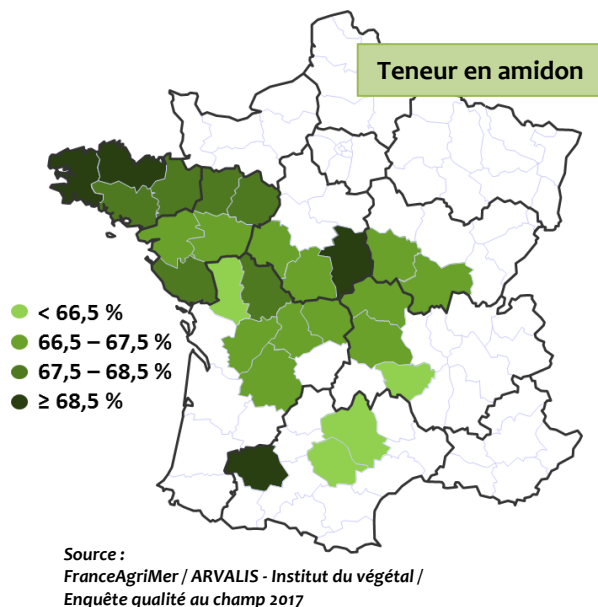 Teneur en amidon
< 66,5 %
66,5 – 67,5 %
67,5 – 68,5 %
≥ 68,5 %
Source :
FranceAgriMer / ARVALIS - Institut du végétal /
Enquête qualité au champ 2017